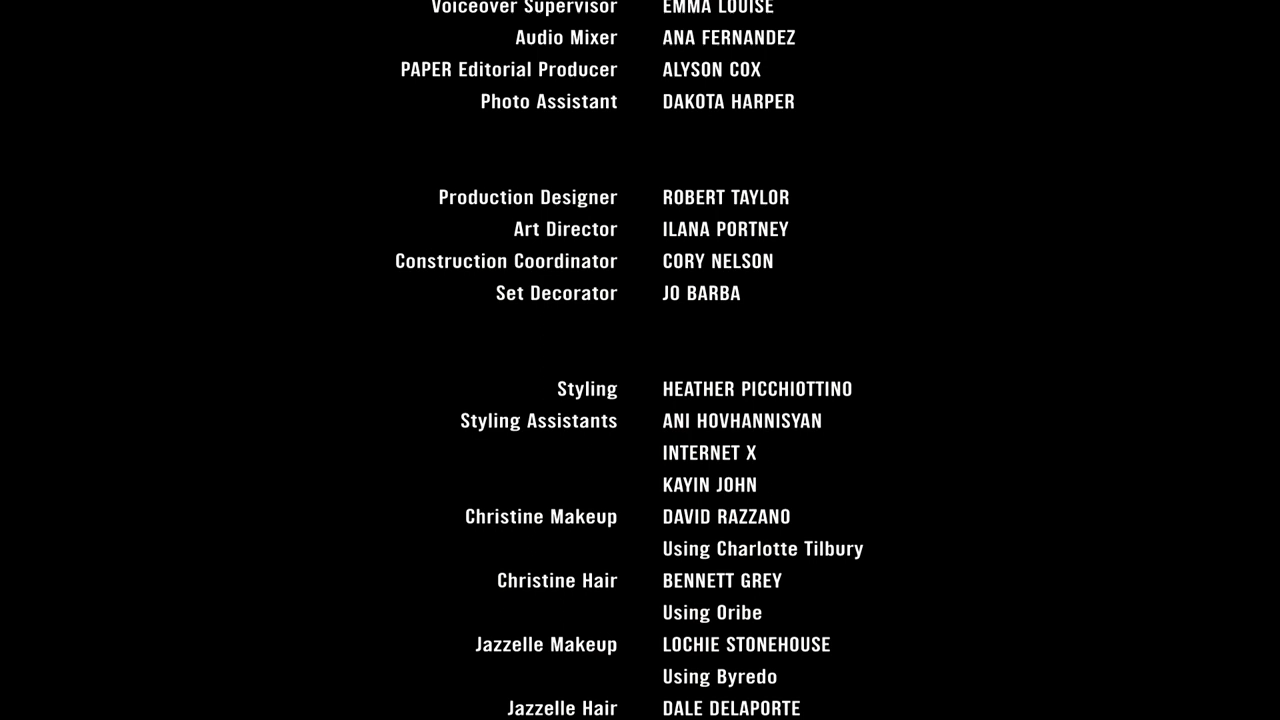 Voiceover Supervisor EMMA LOUISE
Audio Mixer ANA FERNANDEZ
PAPER Editorial Producer ALYSON COX
Photo Assistant DAKOTA HARPER
Production Designer ROBERT TAYLOR
Art Director ILANA PORTNEY
Construction Coordinator CORY NELSON
Set Decorator JO BARBA
Styling HEATHER PICCHIOTTINO
Styling Assistants ANI HOVHANNISYAN
INTERNET X
KAYIN JOHN
Christine Makeup DAVID RAZZANO
Using Charlotte Tilbury
Christine Hair BENNETT GREY
Using Oribe
Jazzelle Makeup LOCHIE STONEHOUSE
Using Byredo
Jazzelle Hair DALE DELAPORTE